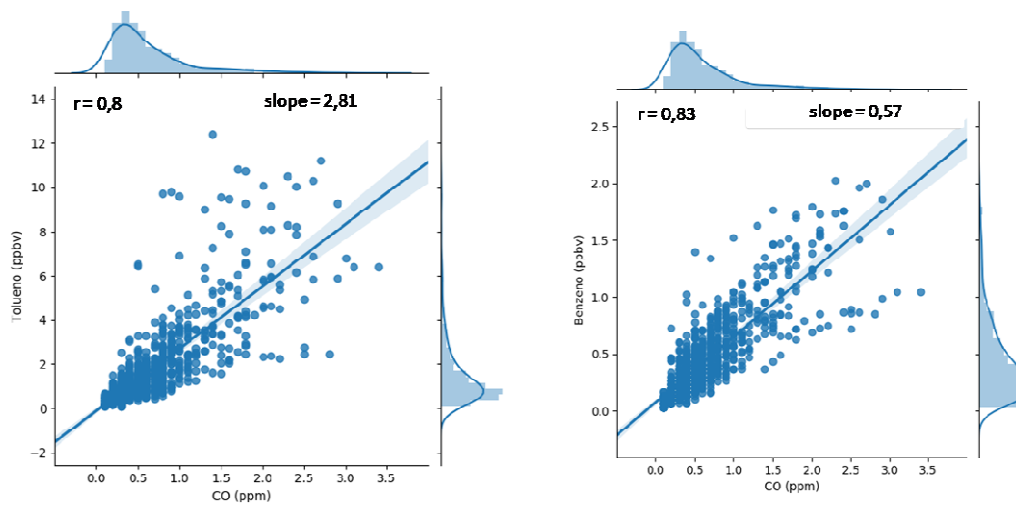 r = 0,8
slope = 2,81
14
12
10
8
6
4
2
0
−2
Tolueno (ppbv)
0.0 0.5 1.0 1.5 2.0 2.5 3.0 3.5
CO (ppm)
r = 0,83
slope = 0,57
2.5
2.0
1.5
1.0
0.5
0.0
Benzeno (ppbv)
0.0 0.5 1.0 1.5 2.0 2.5 3.0 3.5
CO (ppm)